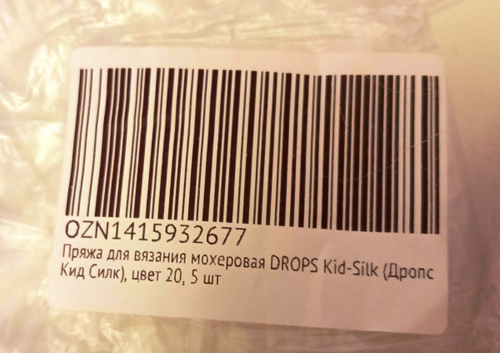 OZN1415932677
Пряжа для вязания мохеровая DROPS Kid-Silk (Дропс
Кид Силк), цвет 20, 5 шт